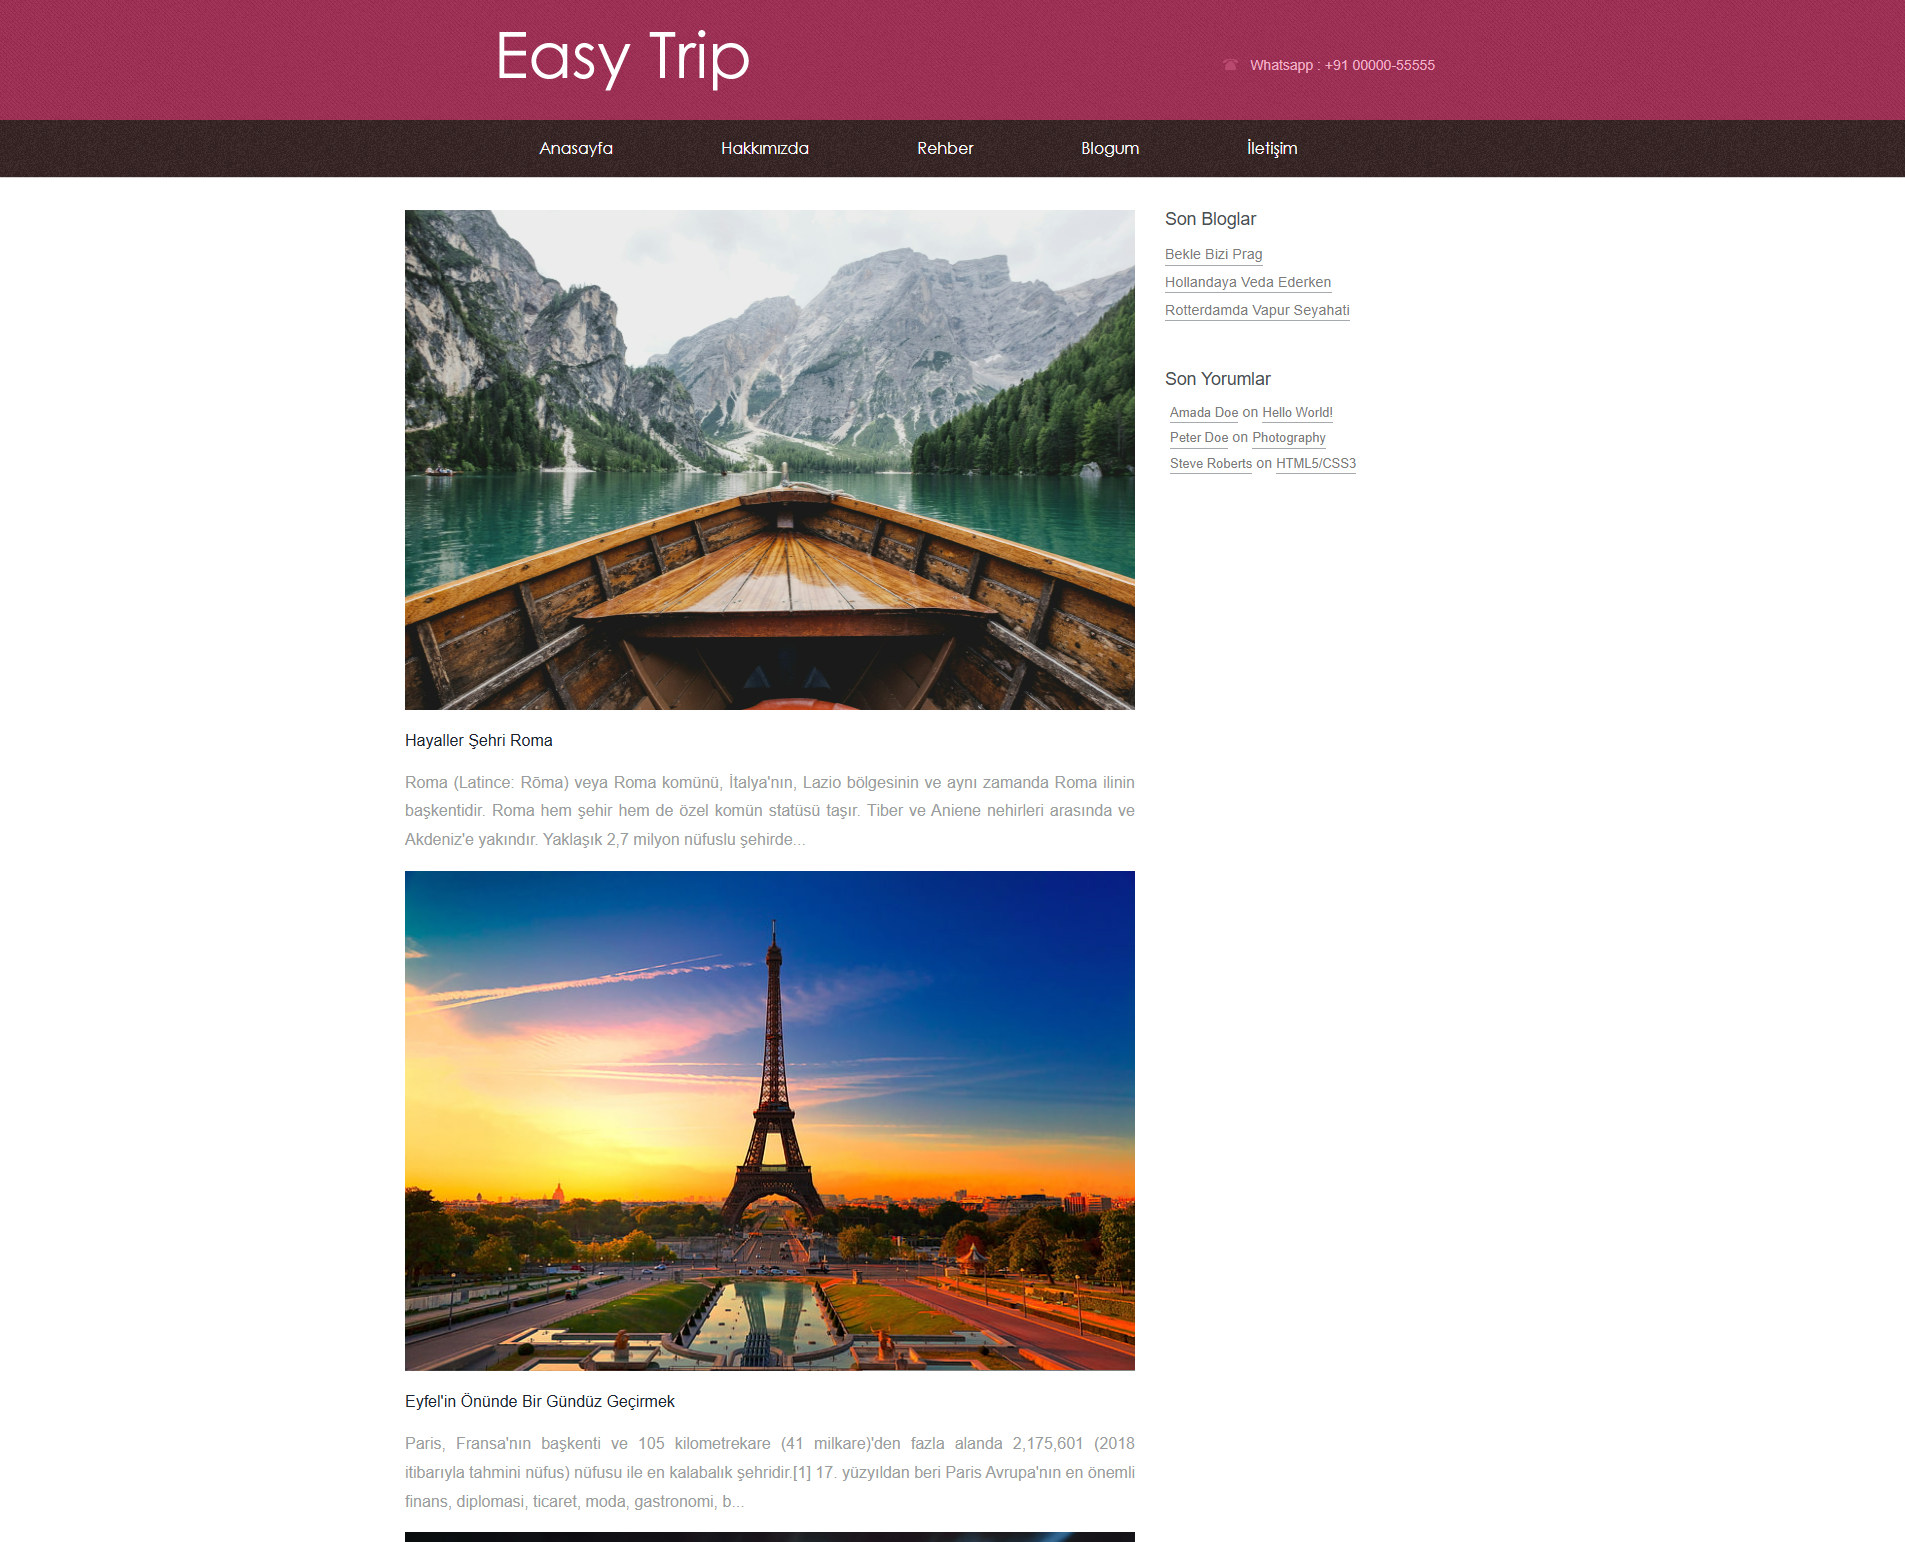 Easy Trip
Whatsapp : +91 00000-55555
Anasayfa Hakkımızda Rehber Blogum İletişim
Hayaller Şehri Roma
Roma (Latince: Rōma) veya Roma komünü, İtalya'nın, Lazio bölgesinin ve aynı zamanda Roma ilinin
başkentidir. Roma hem şehir hem de özel komün statüsü taşır. Tiber ve Aniene nehirleri arasında ve
Akdeniz'e yakındır. Yaklaşık 2,7 milyon nüfuslu şehirde...
Eyfel'in Önünde Bir Gündüz Geçirmek
Paris, Fransa'nın başkenti ve 105 kilometrekare (41 milkare)'den fazla alanda 2,175,601 (2018
itibarıyla tahmini nüfus) nüfusu ile en kalabalık şehridir.[1] 17. yüzyıldan beri Paris Avrupa'nın en önemli
finans, diplomasi, ticaret, moda, gastronomi, b...
Son Bloglar
Bekle Bizi Prag
Hollandaya Veda Ederken
Rotterdamda Vapur Seyahati
Son Yorumlar
Amada Doe on Hello World!
Peter Doe on Photography
Steve Roberts on HTML5/CSS3